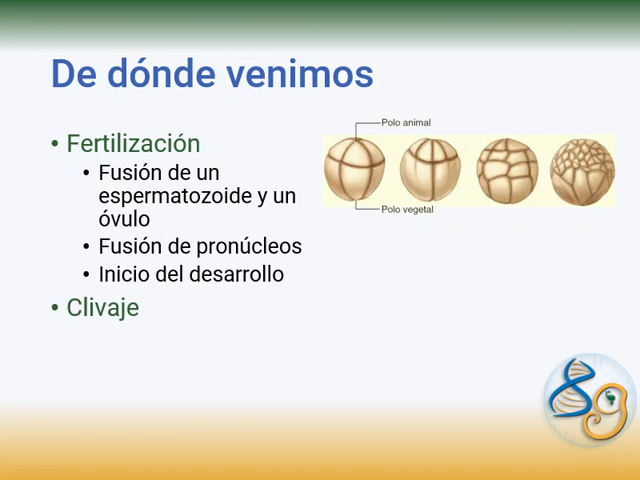 De dónde venimos
• Fertilización
• Fusión de un
espermatozoide y un
óvulo
• Fusión de pronúcleos
• Inicio del desarrollo
• Clivaje
Polo animal
Polo vegetal